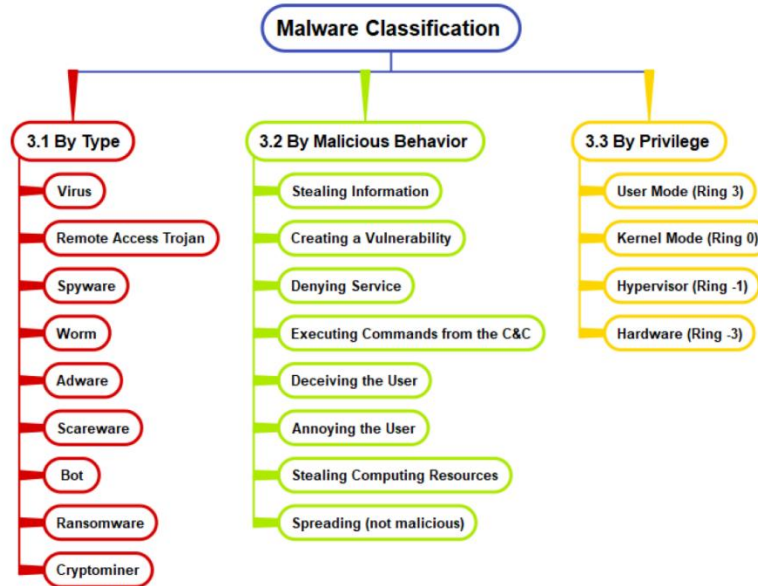 Malware Classification
3.1 By Type
Virus
Remote Access Trojan
Spyware
Worm
Adware
Scareware
Bot
Ransomware
Cryptominer
3.2 By Malicious Behavior
Stealing Information
Creating a Vulnerability
Denying Service
Executing Commands from the C&C
Deceiving the User
Annoying the User
Stealing Computing Resources
Spreading (not malicious)
3.3 By Privilege
User Mode (Ring 3)
Kernel Mode (Ring 0)
Hypervisor (Ring -1)
Hardware (Ring -3)